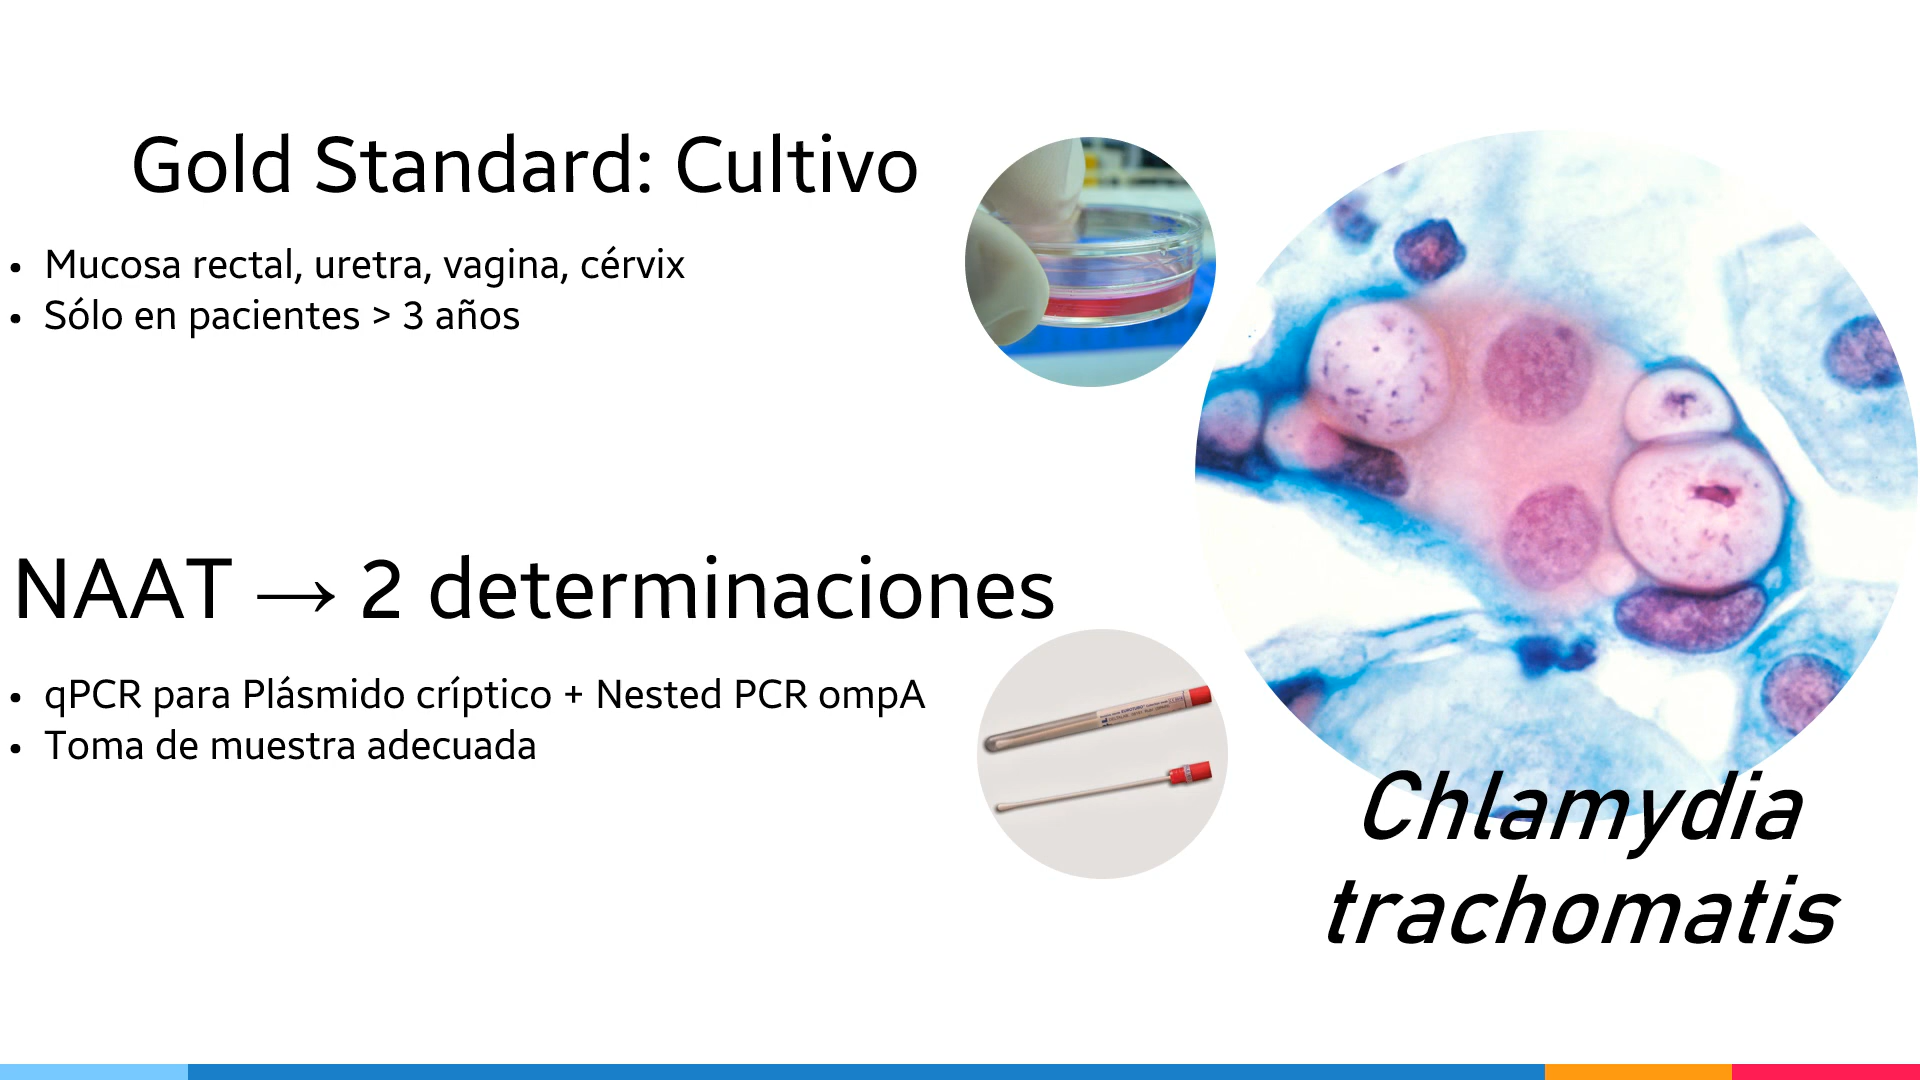 Gold Standard: Cultivo
• Mucosa rectal, uretra, vagina, cérvix
• Sólo en pacientes > 3 años
NAAT → 2 determinaciones
• qPCR para Plásmido críptico + Nested PCR ompA
• Toma de muestra adecuada
Chlamydia
trachomatis